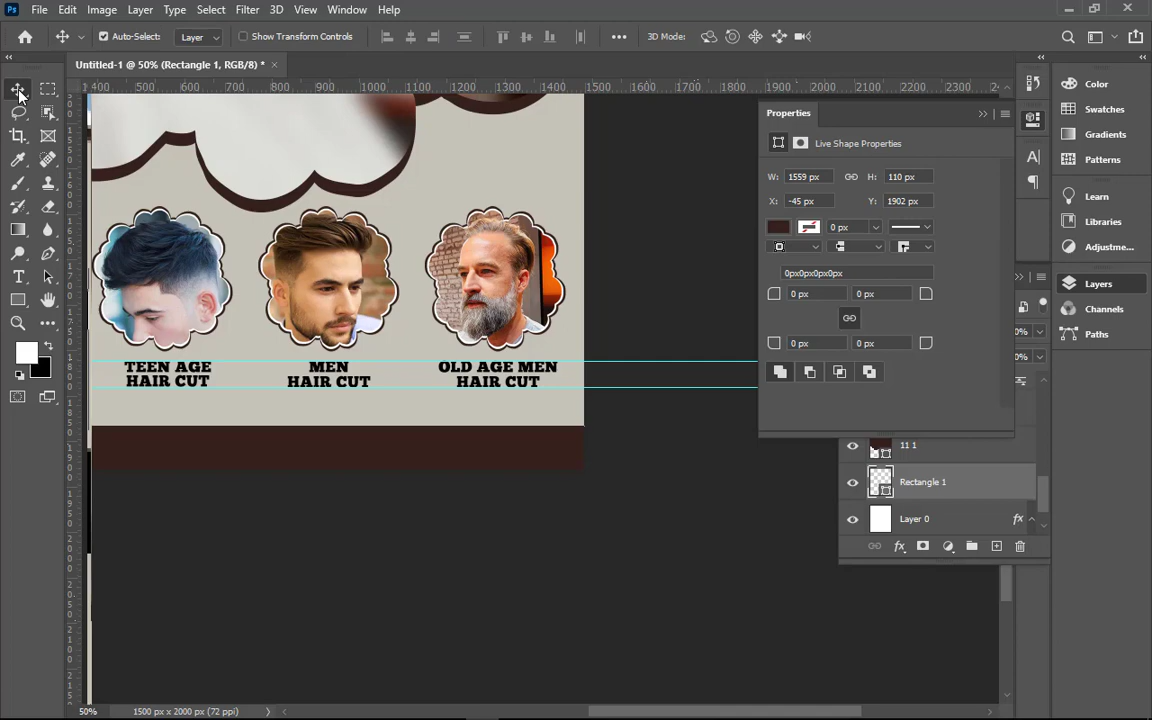 Ps File Edit Image Layer Type Select Filter 3D View Window Help
Auto-Select: Layer Show Transform Controls ••• 3D Mode:
Untitled-1 @ 50% (Rectangle 1, RGB/8) * ×
400 500 600 700 800 900 1000 1100 1200 1300 1400 1500 1600 1700 1800 1900 2000 2100 2200 2300
Properties
Live Shape Properties
W: 1559 px H: 110 px
X: -45 px Y: 1902 px
0 px
0px0px0px0px
0 px 0 px
0 px 0 px
Color
Swatches
Gradients
Patterns
Learn
Libraries
Adjustme...
Layers
Channels
Paths
TEEN AGE
HAIR CUT
MEN
HAIR CUT
OLD AGE MEN
HAIR CUT
11 1
Rectangle 1
Layer 0 fx
fx
50% 1500 px x 2000 px (72 ppi)